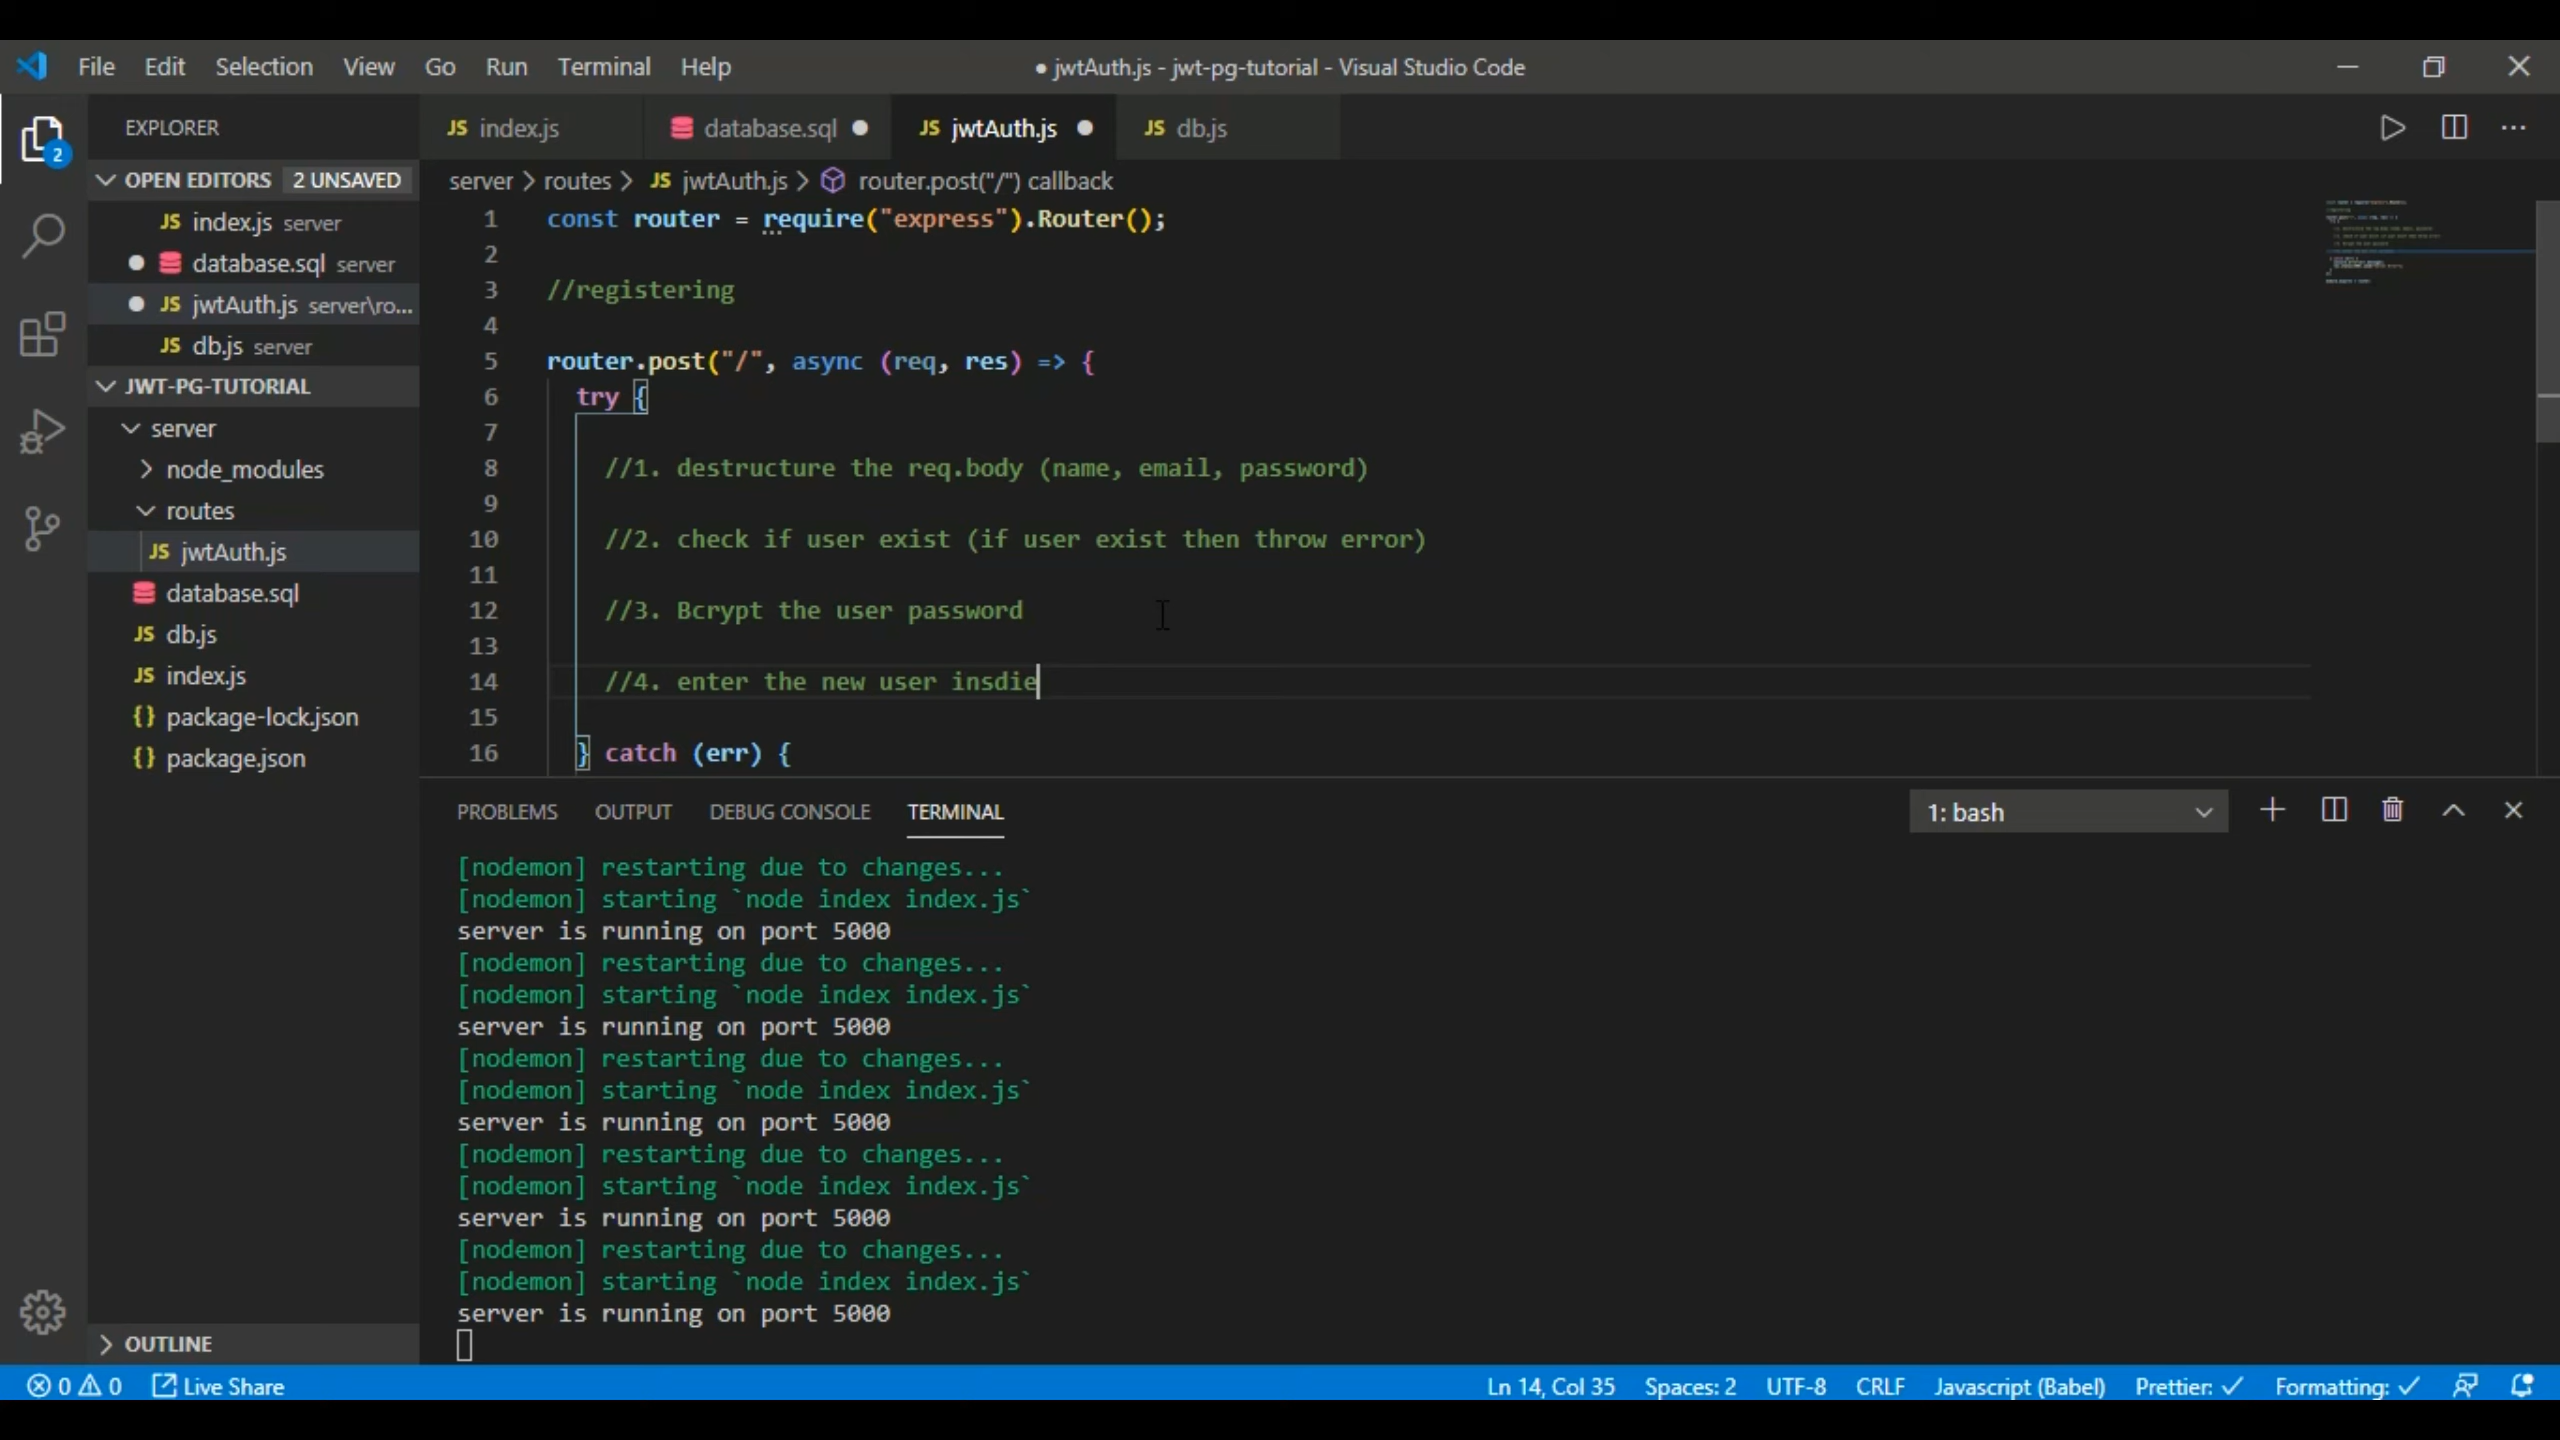 File Edit Selection View Go Run Terminal Help
● jwtAuth.js - jwt-pg-tutorial - Visual Studio Code
EXPLORER
JS index.js
database.sql
JS jwtAuth.js
JS db.js
2
OPEN EDITORS 2 UNSAVED
JS index.js server
database.sql server
JS jwtAuth.js server\ro...
JS db.js server
JWT-PG-TUTORIAL
server
node_modules
routes
JS jwtAuth.js
database.sql
JS db.js
JS index.js
{} package-lock.json
{} package.json
OUTLINE
server > routes > JS jwtAuth.js > router.post("/") callback
1 const router = require("express").Router();
2
3 //registering
4
5 router.post("/", async (req, res) => {
6 try {
7
8 //1. destructure the req.body (name, email, password)
9
10 //2. check if user exist (if user exist then throw error)
11
12 //3. Bcrypt the user password
13
14 //4. enter the new user insdie
15
16 } catch (err) {
PROBLEMS OUTPUT DEBUG CONSOLE TERMINAL
1: bash
[nodemon] restarting due to changes...
[nodemon] starting `node index index.js`
server is running on port 5000
[nodemon] restarting due to changes...
[nodemon] starting `node index index.js`
server is running on port 5000
[nodemon] restarting due to changes...
[nodemon] starting `node index index.js`
server is running on port 5000
[nodemon] restarting due to changes...
[nodemon] starting `node index index.js`
server is running on port 5000
[nodemon] restarting due to changes...
[nodemon] starting `node index index.js`
server is running on port 5000
0 0 Live Share
Ln 14, Col 35 Spaces: 2 UTF-8 CRLF Javascript (Babel) Prettier: ✓ Formatting: ✓